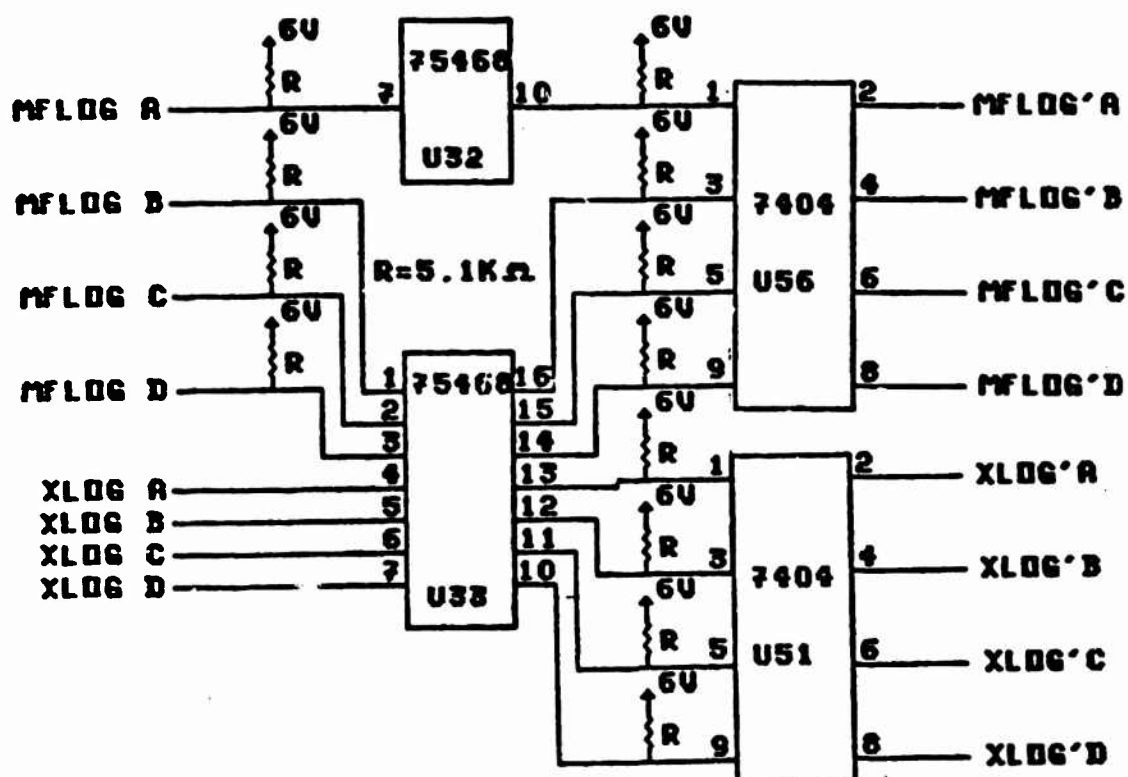 6V
6V
75468
R
R
MFLOG A
7
10
1
2
MFLOG'A
6V
6V
U32
R
R
MFLOG B
3
4
MFLOG'B
7404
6V
6V
R
R=5.1KΩ
R
5
U56
6
MFLOG C
MFLOG'C
6V
6V
R
R
MFLOG D
1
75468
16
9
8
MFLOG'D
2
15
6V
3
14
R
4
13
1
2
XLOG'A
XLOG A
6V
5
12
XLOG B
R
6
11
3
4
XLOG C
7404
XLOG'B
7
10
XLOG D
U33
6V
R
5
U51
6
XLOG'C
6V
R
9
8
XLOG'D